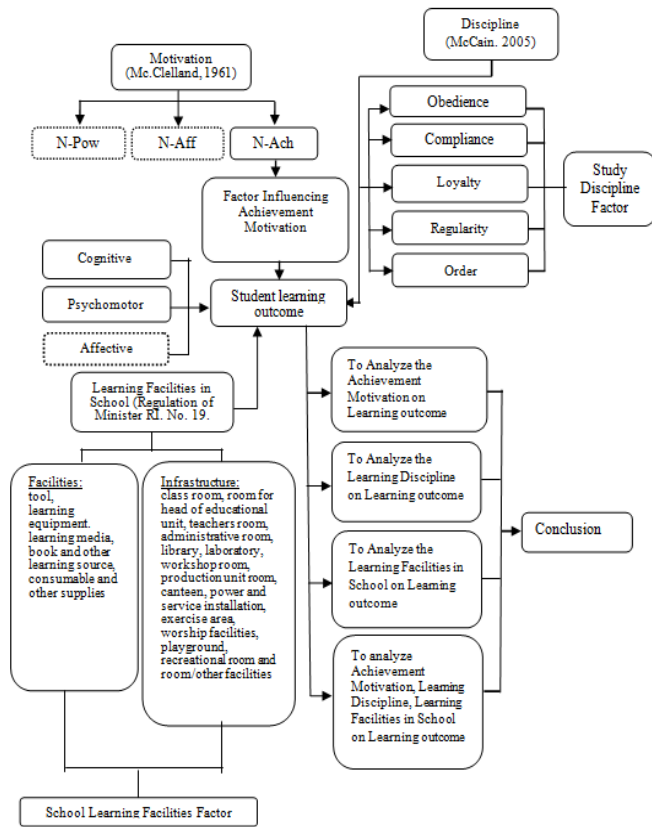 Motivation
(Mc.Clelland, 1961)
Discipline
(McCain. 2005)
N-Pow
N-Aff
N-Ach
Factor Influencing
Achievement
Motivation
Obedience
Compliance
Loyalty
Regularity
Order
Study
Discipline
Factor
Cognitive
Psychomotor
Affective
Student learning
outcome
Learning Facilities in
School (Regulation of
Minister RI. No. 19.
Facilities:
tool,
learning
equipment.
learning media,
book and other
learning source,
consumable and
other supplies
Infrastructure:
class room, room for
head of educational
unit, teachers room,
administrative room,
library, laboratory,
workshop room,
production unit room,
canteen, power and
service installation,
exercise area,
worship facilities,
playground,
recreational room and
room/other facilities
To Analyze the
Achievement
Motivation on
Learning outcome
To Analyze the
Learning Discipline
on Learning outcome
To Analyze the
Learning Facilities in
School on Learning
outcome
To analyze
Achievement
Motivation, Learning
Discipline, Learning
Facilities in School
on Learning outcome
Conclusion
School Learning Facilities Factor